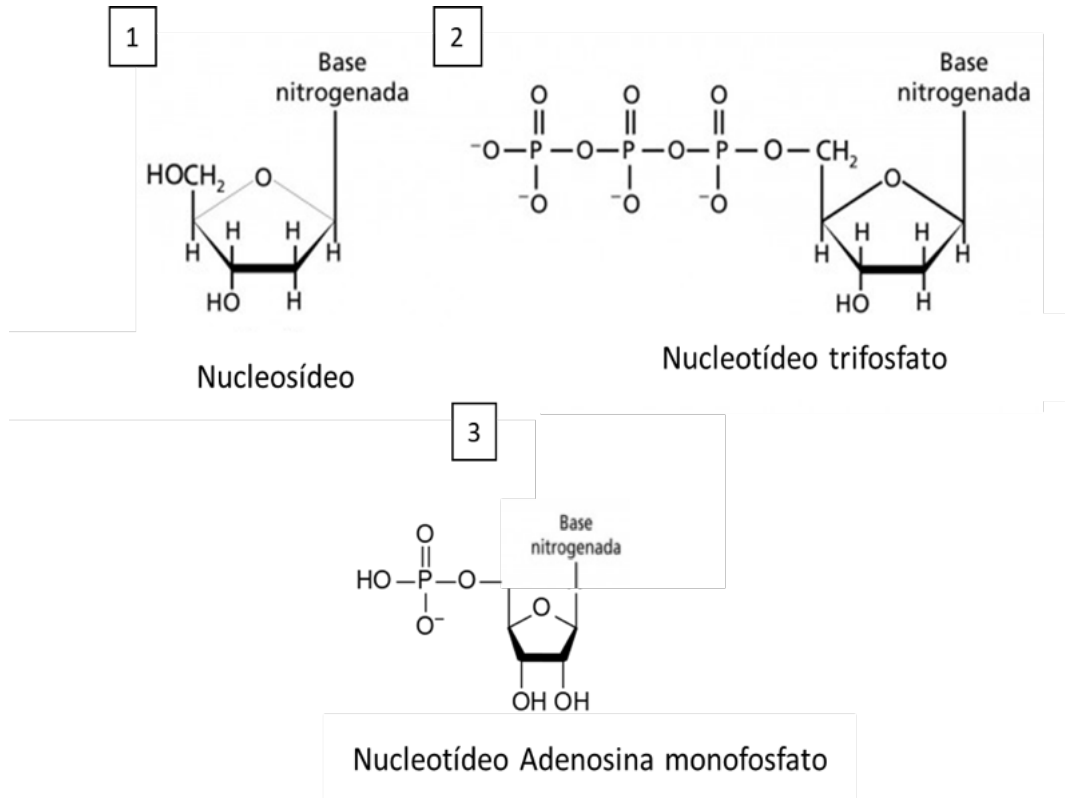 1
Base
nitrogenada
HOCH₂
O
H
H
H
H
HO
H
Nucleosídeo
2
Base
nitrogenada
O
O
O
⁻O—P—O—P—O—P—O—CH₂
O
⁻O
⁻O
⁻O
H
H
H
H
HO
H
Nucleotídeo trifosfato
3
Base
nitrogenada
O
HO—P—O—
O
O⁻
OH OH
Nucleotídeo Adenosina monofosfato